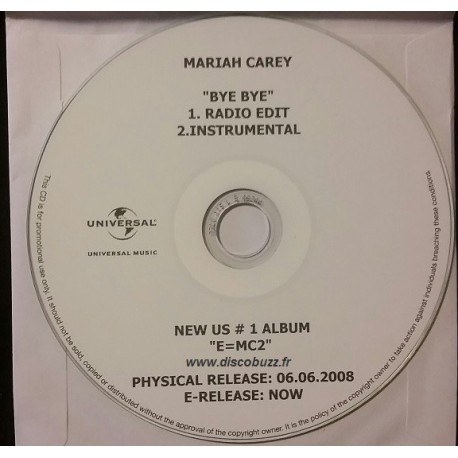 MARIAH CAREY
"BYE BYE"
1. RADIO EDIT
2.INSTRUMENTAL
UNIVERSAL
UNIVERSAL MUSIC
NEW US # 1 ALBUM
"E=MC2"
www.discobuzz.fr
PHYSICAL RELEASE: 06.06.2008
E-RELEASE: NOW
This CD is for promotional use only. It should not be sold, copied or distributed without the approval of the copyright owner. It is the policy of the copyright owner to take action against individuals breaching these conditions.